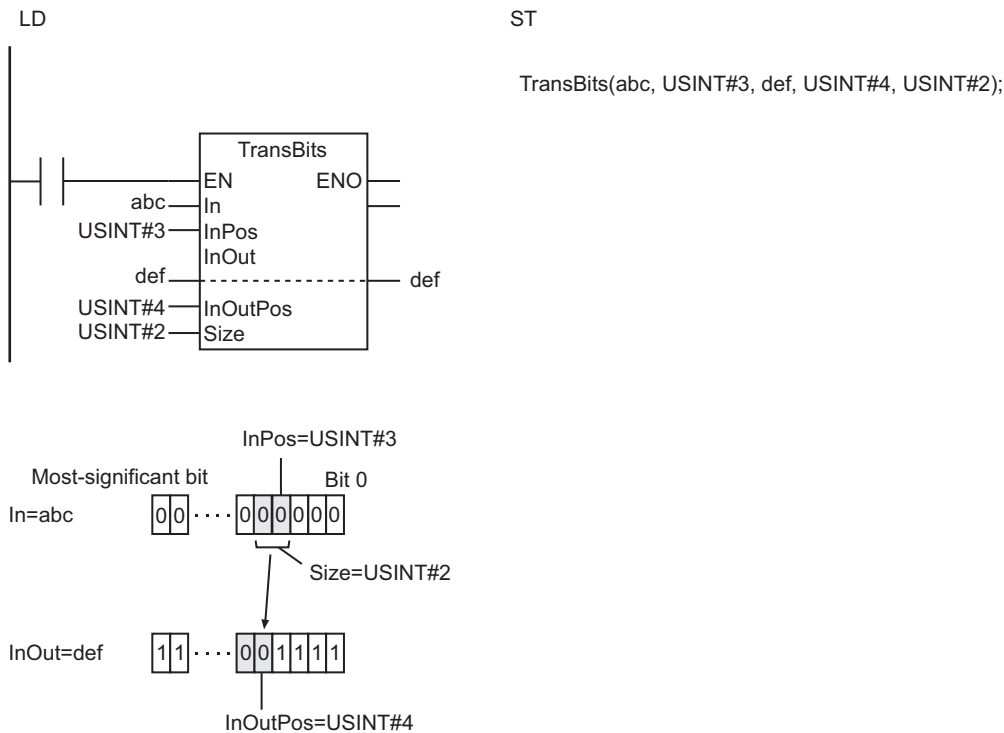 LD
ST
TransBits(abc, USINT#3, def, USINT#4, USINT#2);
TransBits
EN ENO
abc In
USINT#3 InPos
InOut
def def
USINT#4 InOutPos
USINT#2 Size
InPos=USINT#3
Most-significant bit Bit 0
In=abc 0 0 · · · · 0 0 0 0 0 0
Size=USINT#2
InOut=def 1 1 · · · · 0 0 1 1 1 1
InOutPos=USINT#4